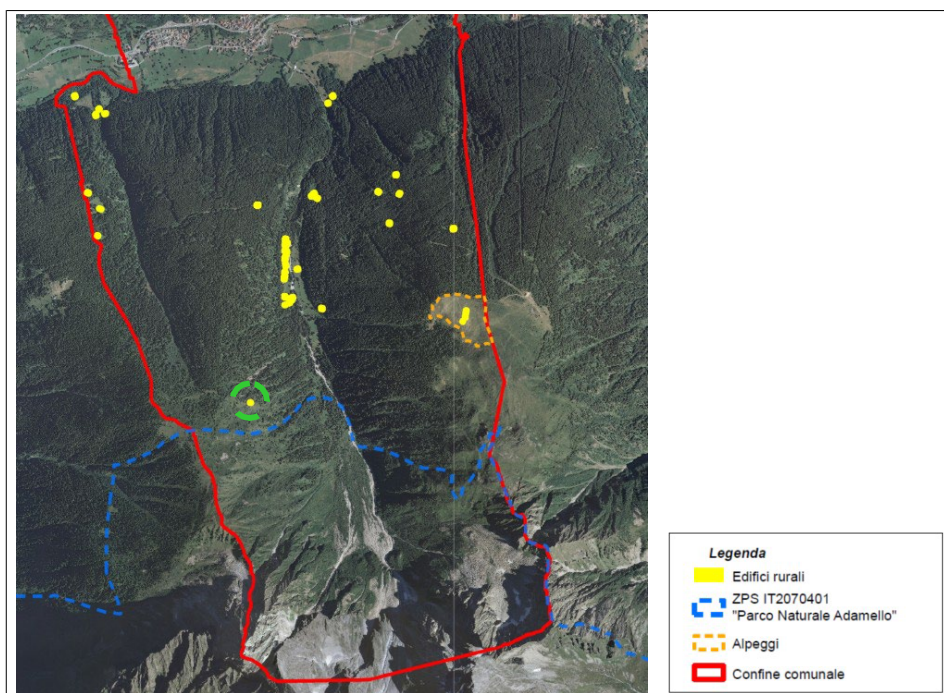 Legenda
Edifici rurali
ZPS IT2070401
"Parco Naturale Adamello"
Alpeggi
Confine comunale